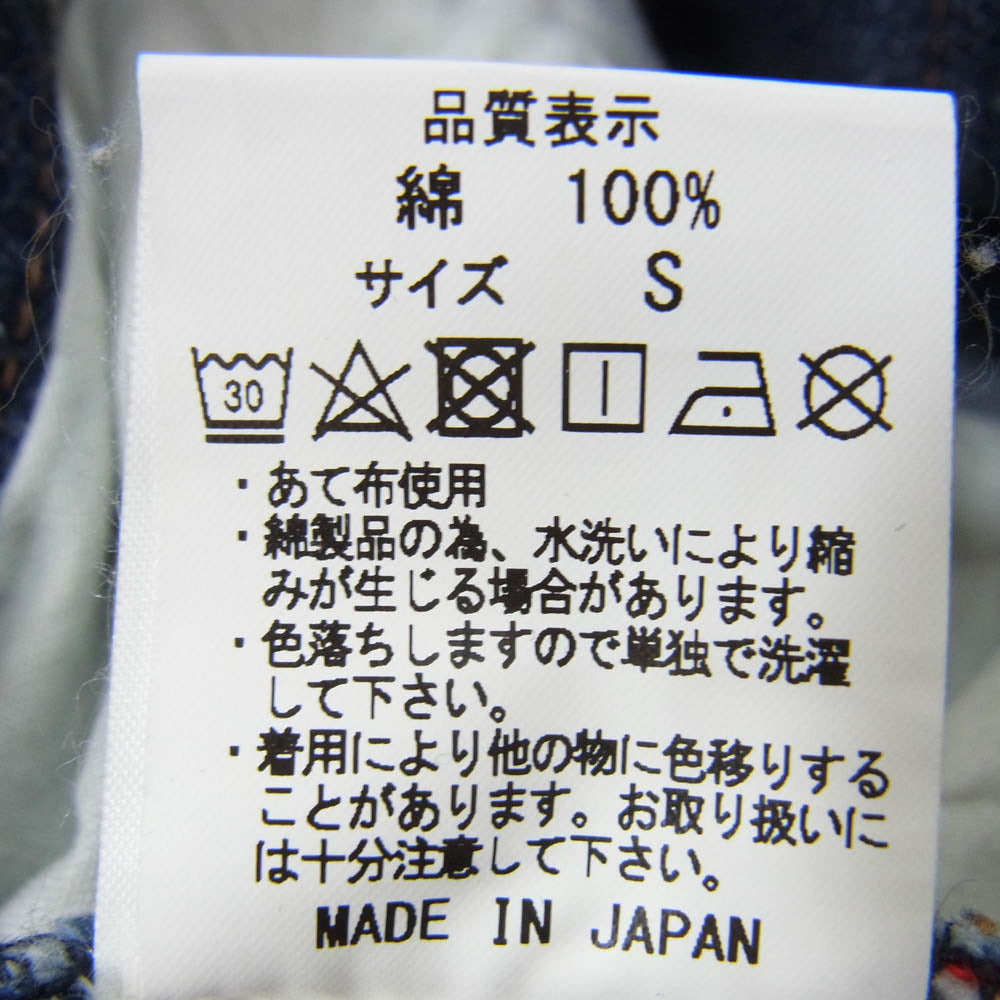 品質表示
綿 100%
サイズ S
30
・あて布使用
・綿製品の為、水洗いにより縮
みが生じる場合があります。
・色落ちしますので単独で洗濯
して下さい。
・着用により他の物に色移りする
ことがあります。お取り扱いに
は十分注意して下さい。
MADE IN JAPAN